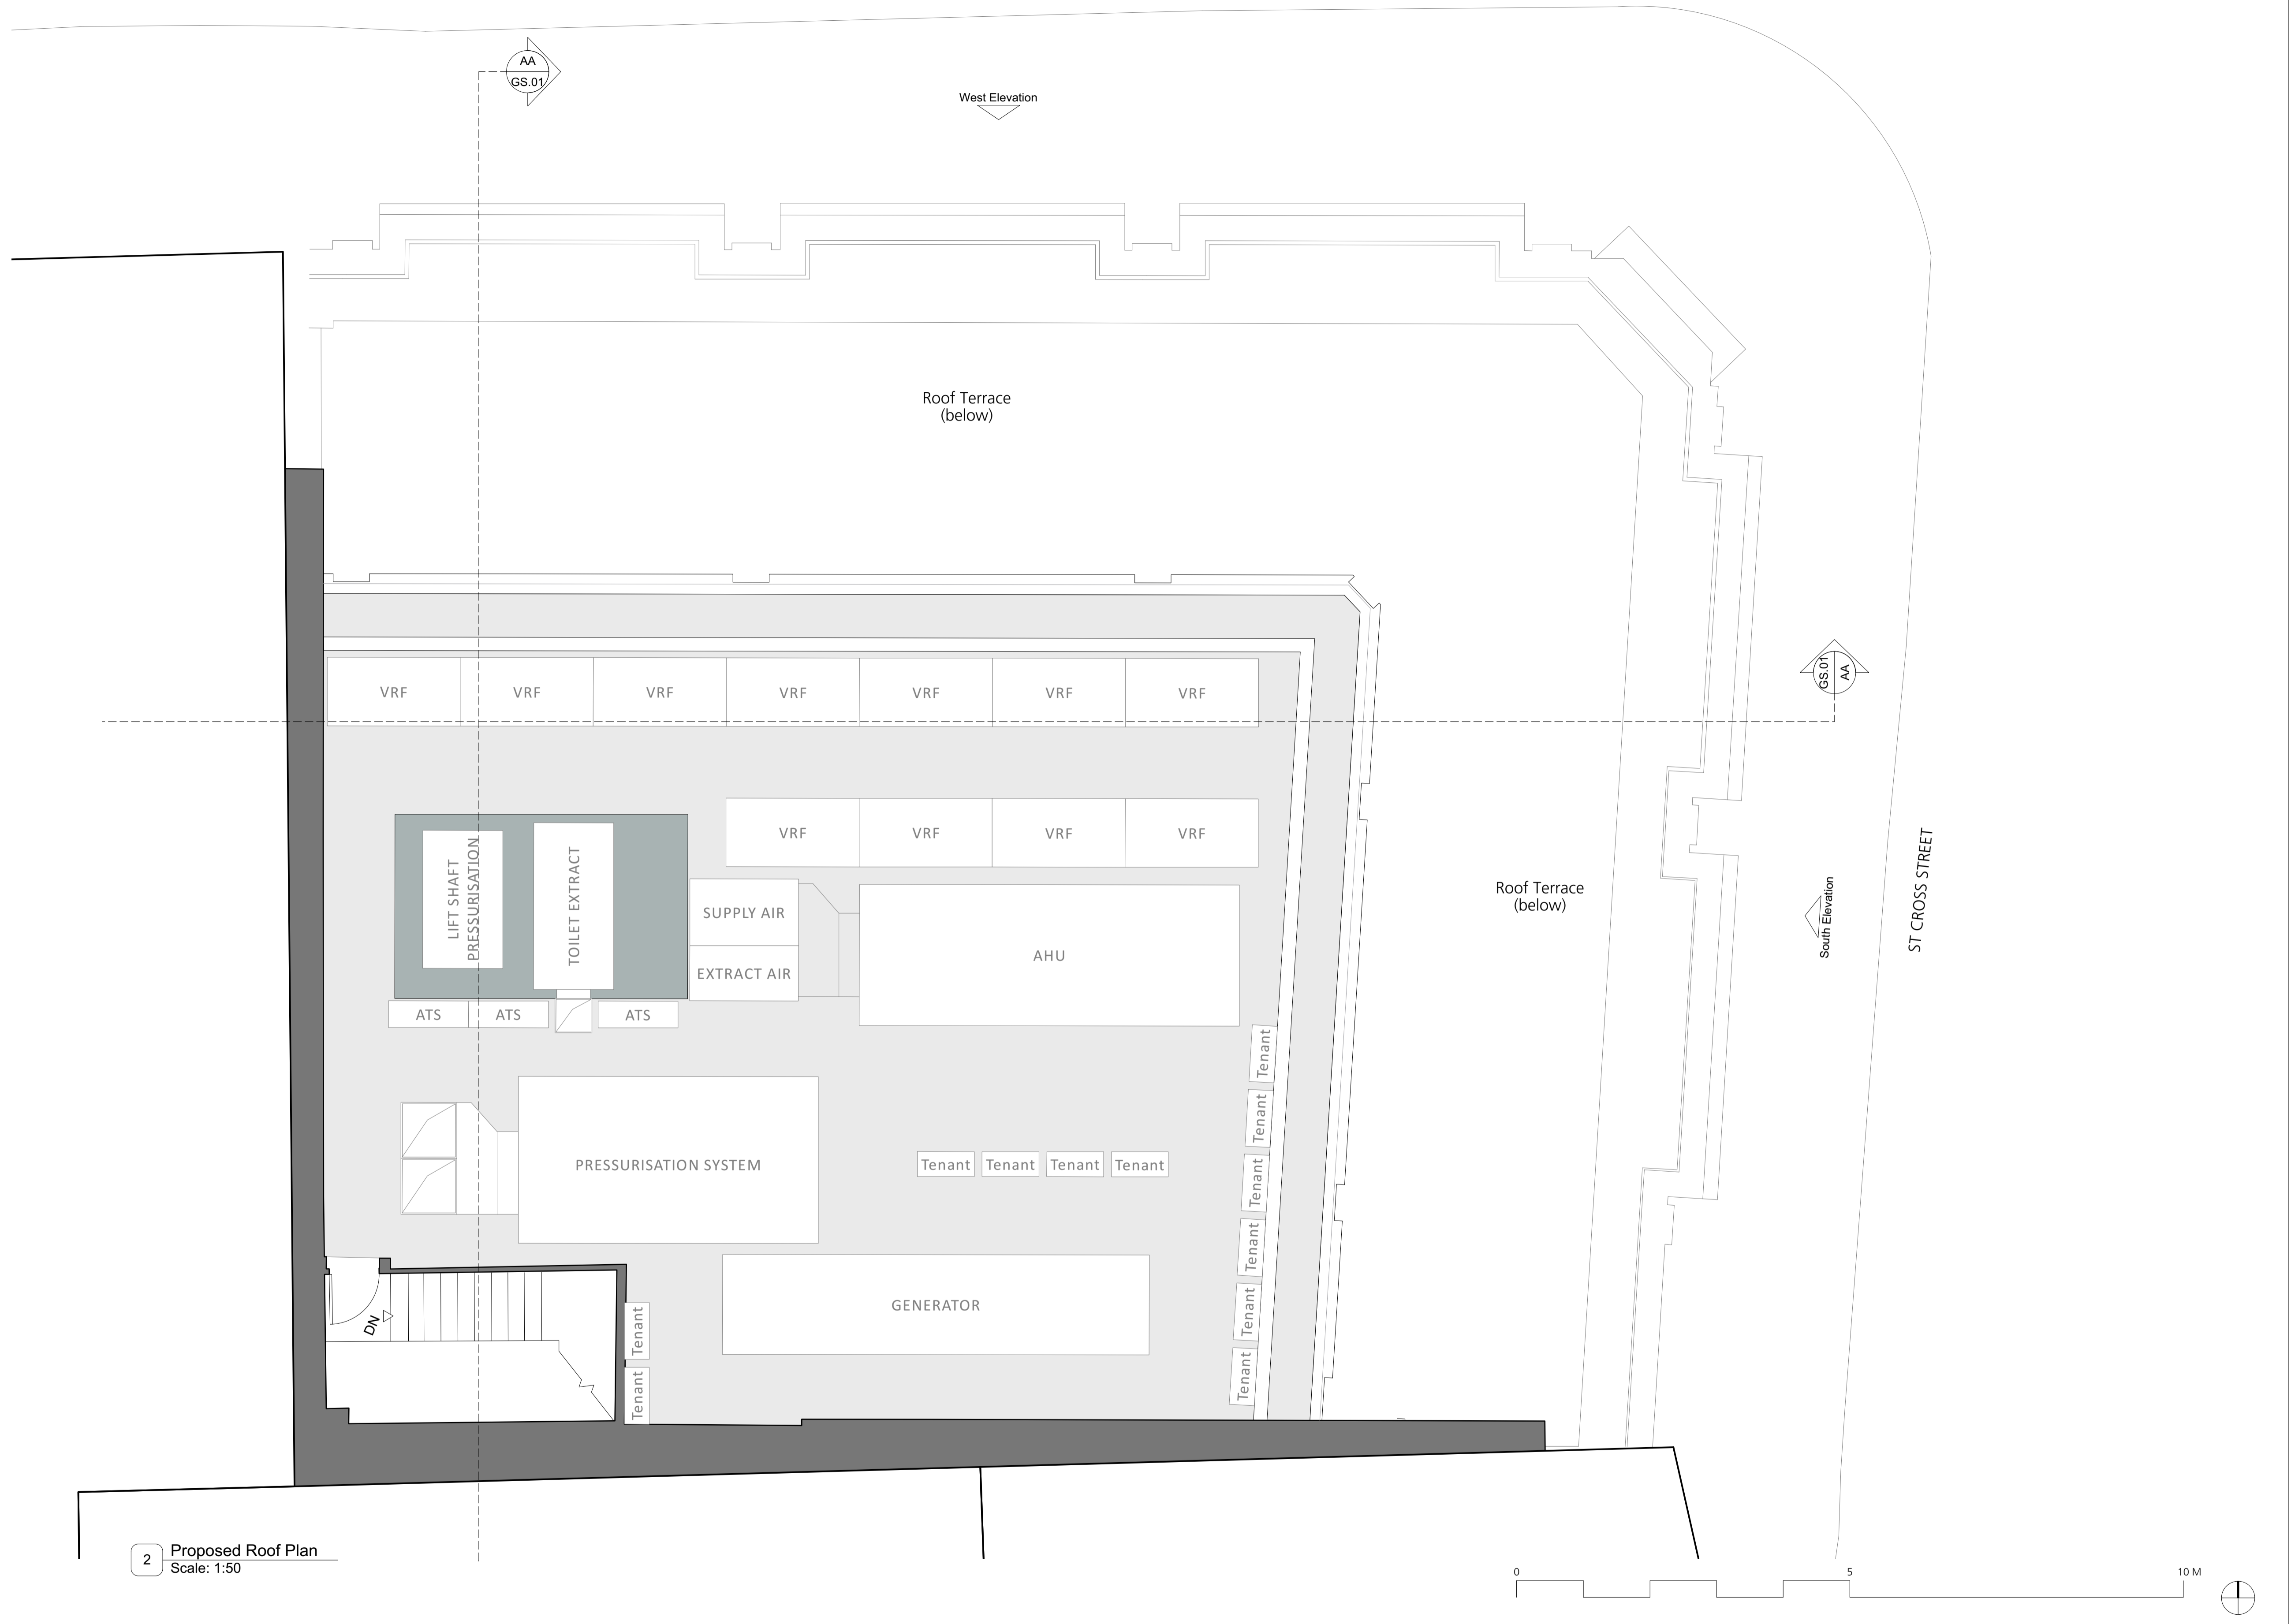 AA
GS.01
West Elevation
Roof Terrace
(below)
VRF VRF VRF VRF VRF VRF VRF
GS.01
AA
VRF VRF VRF VRF
LIFT SHAFT
PRESSURISATION
TOILET EXTRACT
SUPPLY AIR
EXTRACT AIR
AHU
Roof Terrace
(below)
South Elevation
ST CROSS STREET
ATS ATS ATS
Tenant
Tenant
Tenant
Tenant
Tenant
Tenant
PRESSURISATION SYSTEM
Tenant Tenant Tenant Tenant
GENERATOR
DN
Tenant
Tenant
2
Proposed Roof Plan
Scale: 1:50
0 5 10 M